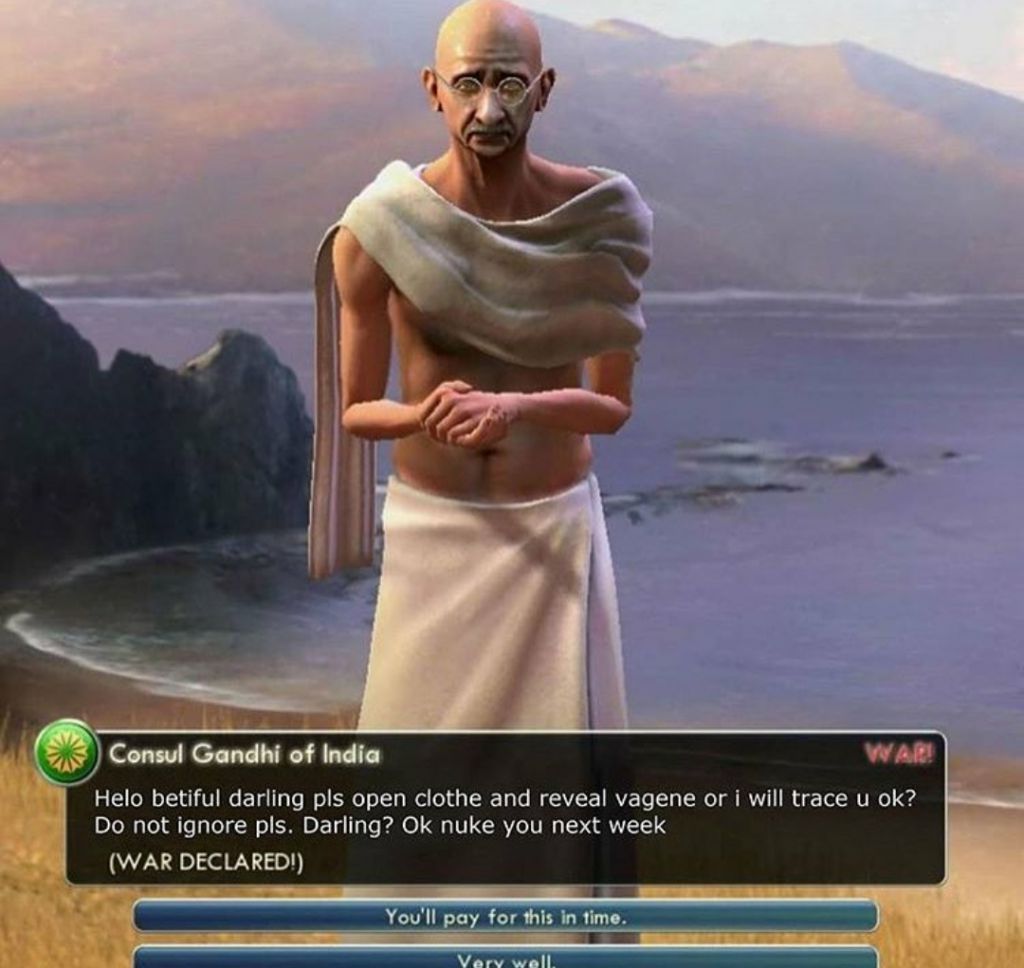 Consul Gandhi of India
WAR!
Helo betiful darling pls open clothe and reveal vagene or i will trace u ok?
Do not ignore pls. Darling? Ok nuke you next week
(WAR DECLARED!)
You'll pay for this in time.
Very well.